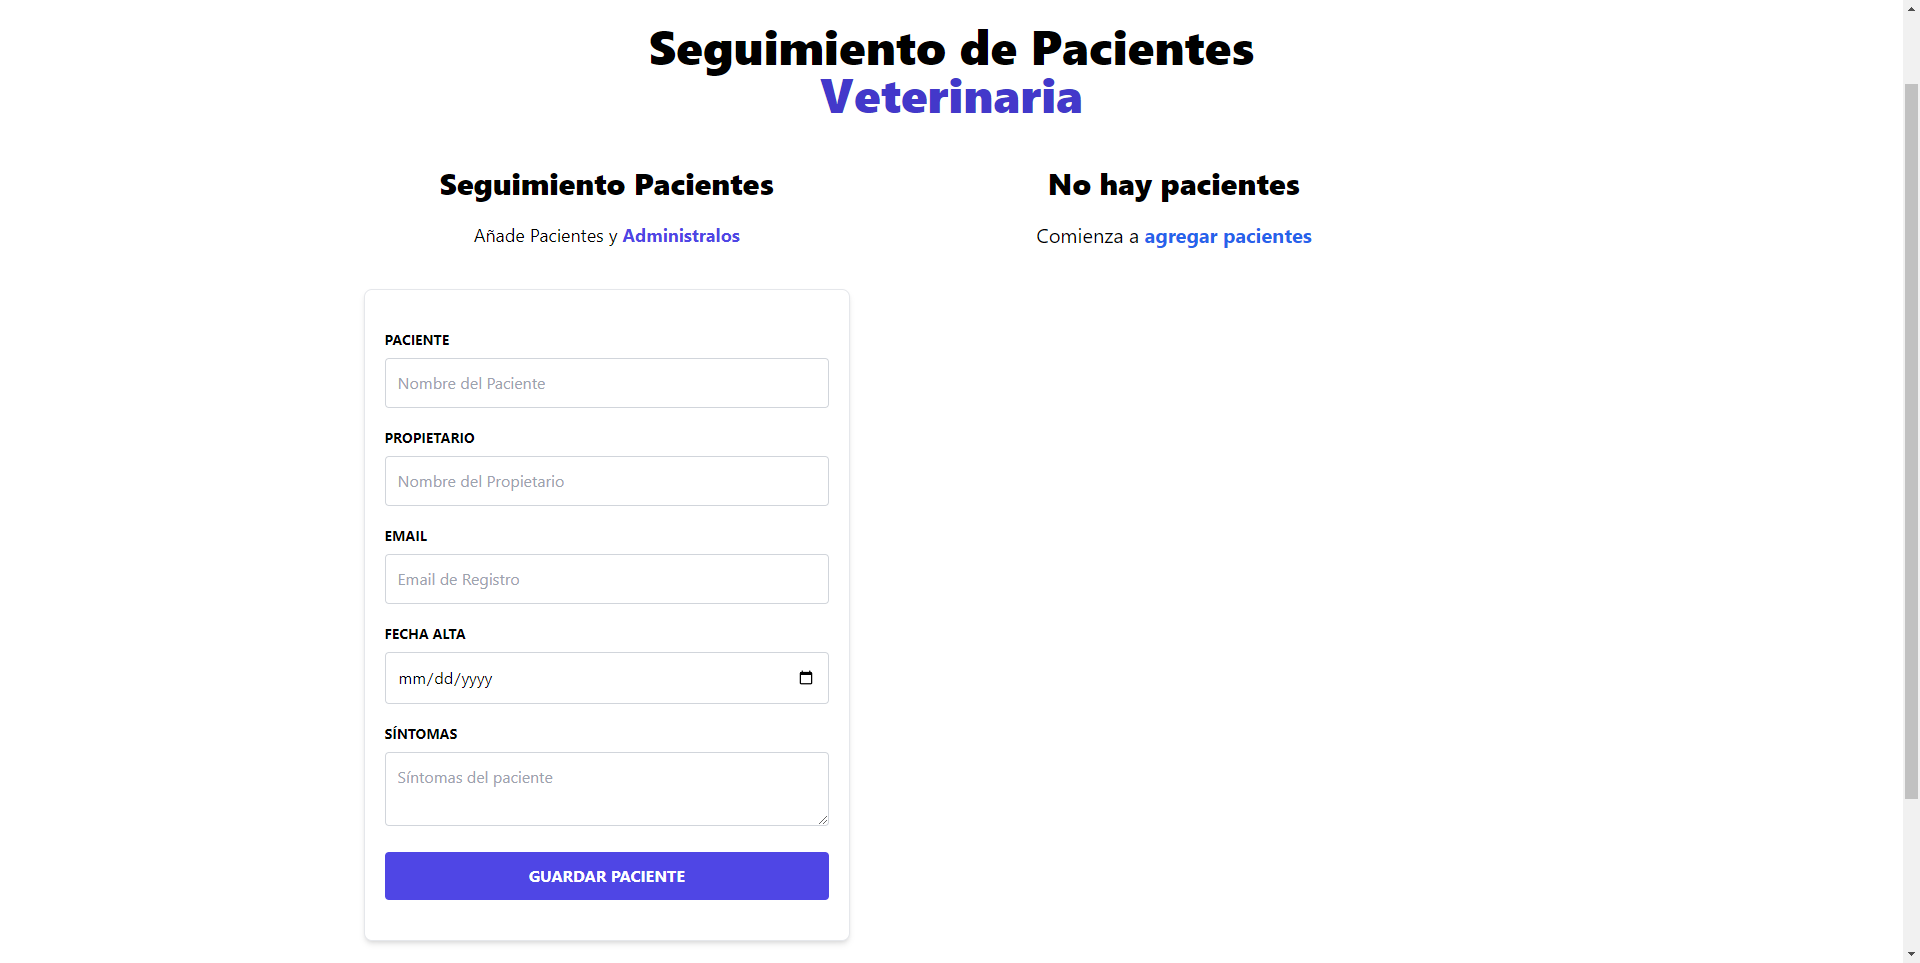 Seguimiento de Pacientes
Veterinaria
Seguimiento Pacientes
Añade Pacientes y Administralos
PACIENTE
Nombre del Paciente
PROPIETARIO
Nombre del Propietario
EMAIL
Email de Registro
FECHA ALTA
mm/dd/yyyy
SÍNTOMAS
Síntomas del paciente
GUARDAR PACIENTE
No hay pacientes
Comienza a agregar pacientes